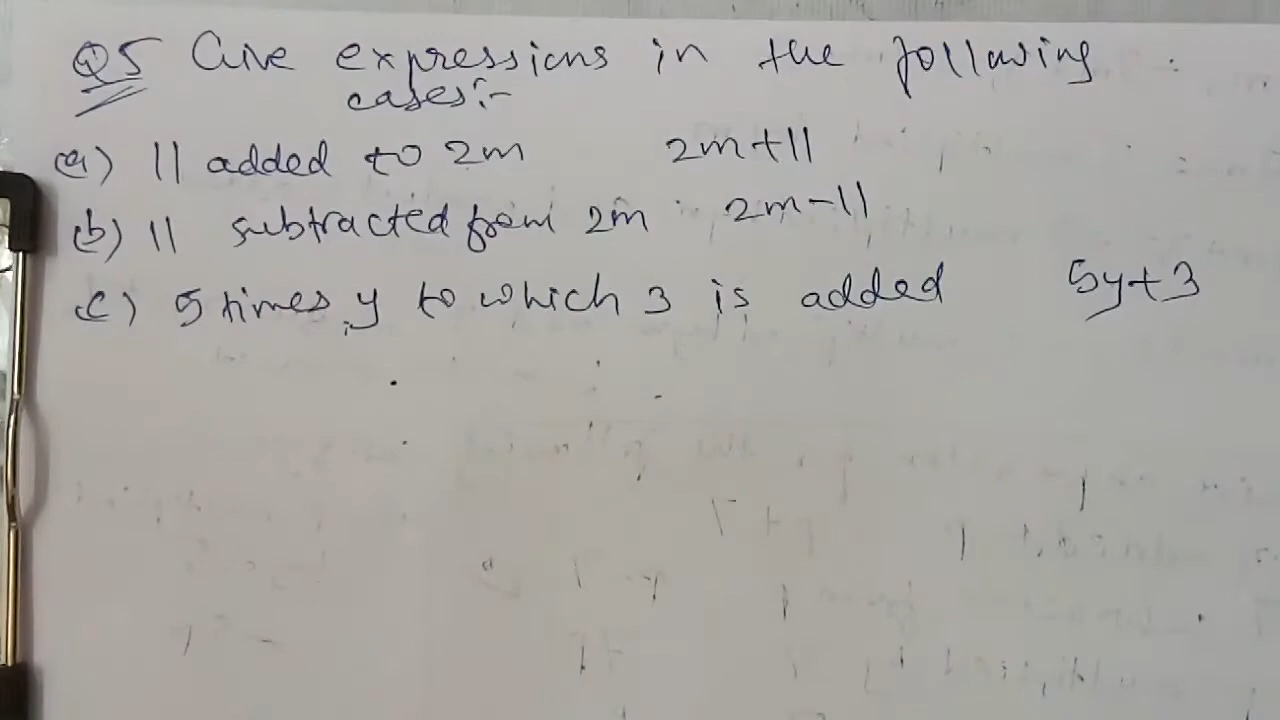 Q5 Give expressions in the following :
cases:-
(a) 11 added to 2m 2m+11
(b) 11 subtracted from 2m 2m-11
(c) 5 times y to which 3 is added 5y+3